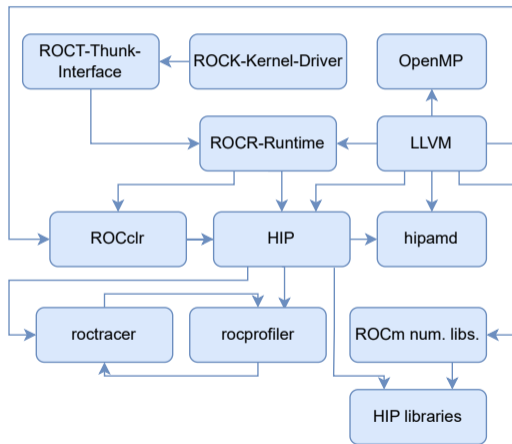 ROCT-Thunk-
Interface
ROCK-Kernel-Driver
OpenMP
ROCR-Runtime
LLVM
ROCclr
HIP
hipamd
roctracer
rocprofiler
ROCm num. libs.
HIP libraries